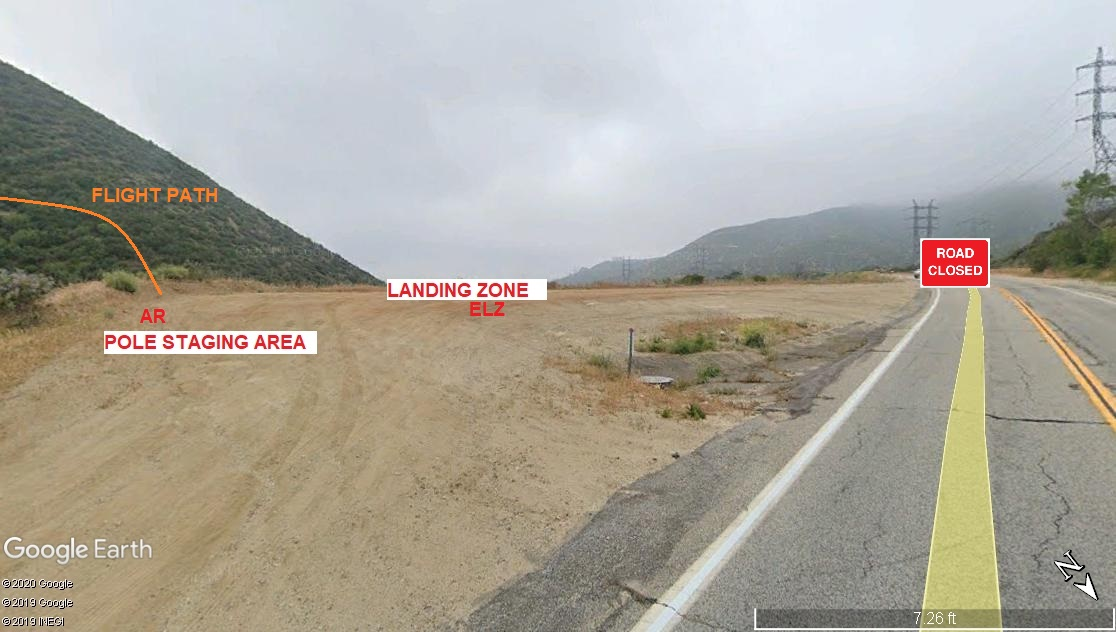 FLIGHT PATH
ROAD
CLOSED
LANDING ZONE
ELZ
AR
POLE STAGING AREA
Google Earth
© 2020 Google
© 2019 Google
© 2019 INEGI
N
7.26 ft